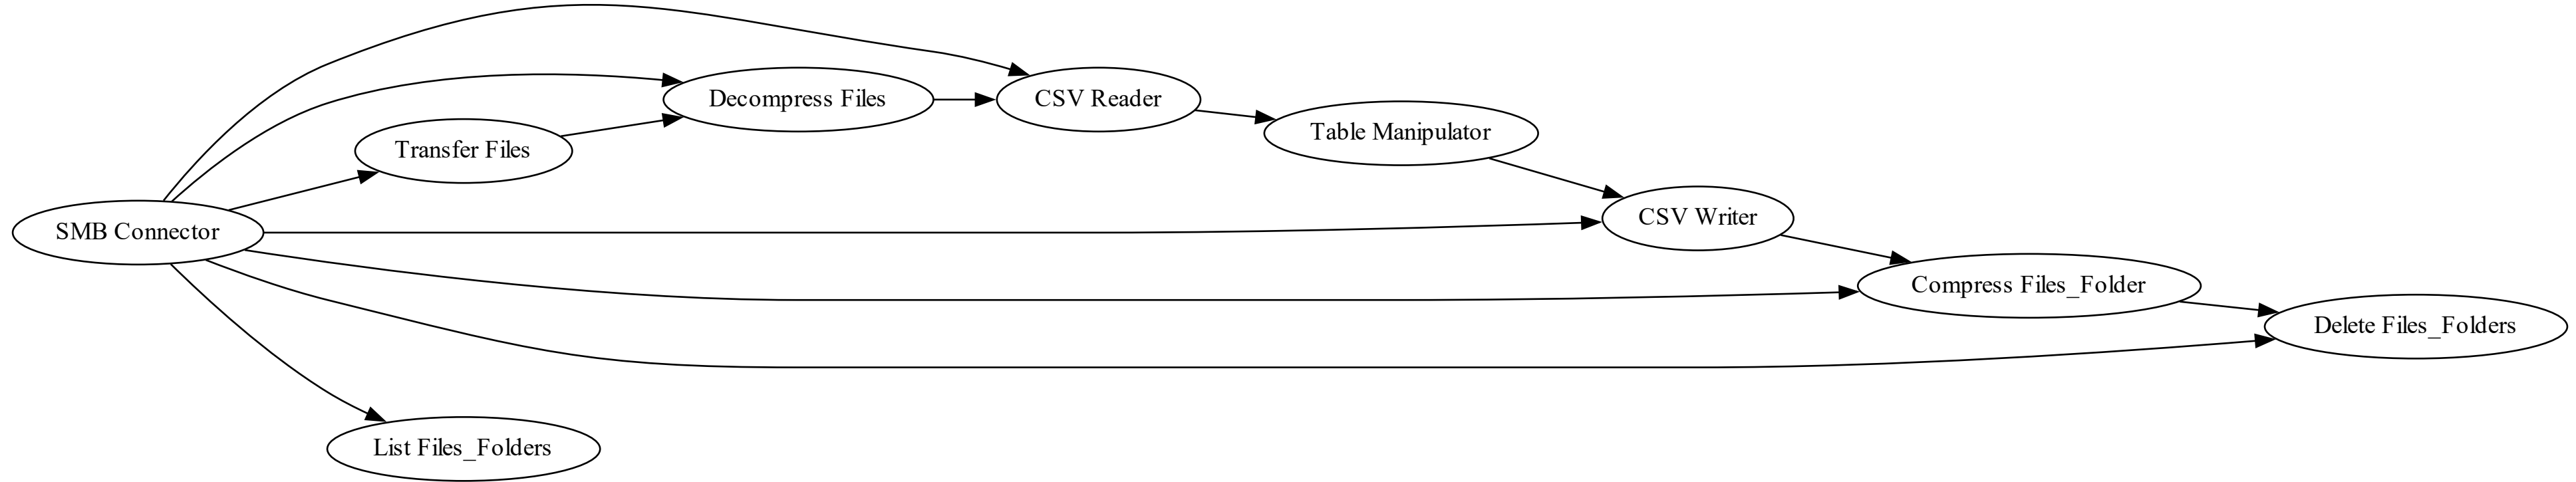 SMB Connector
Transfer Files
Decompress Files
CSV Reader
Table Manipulator
CSV Writer
Compress Files_Folder
Delete Files_Folders
List Files_Folders